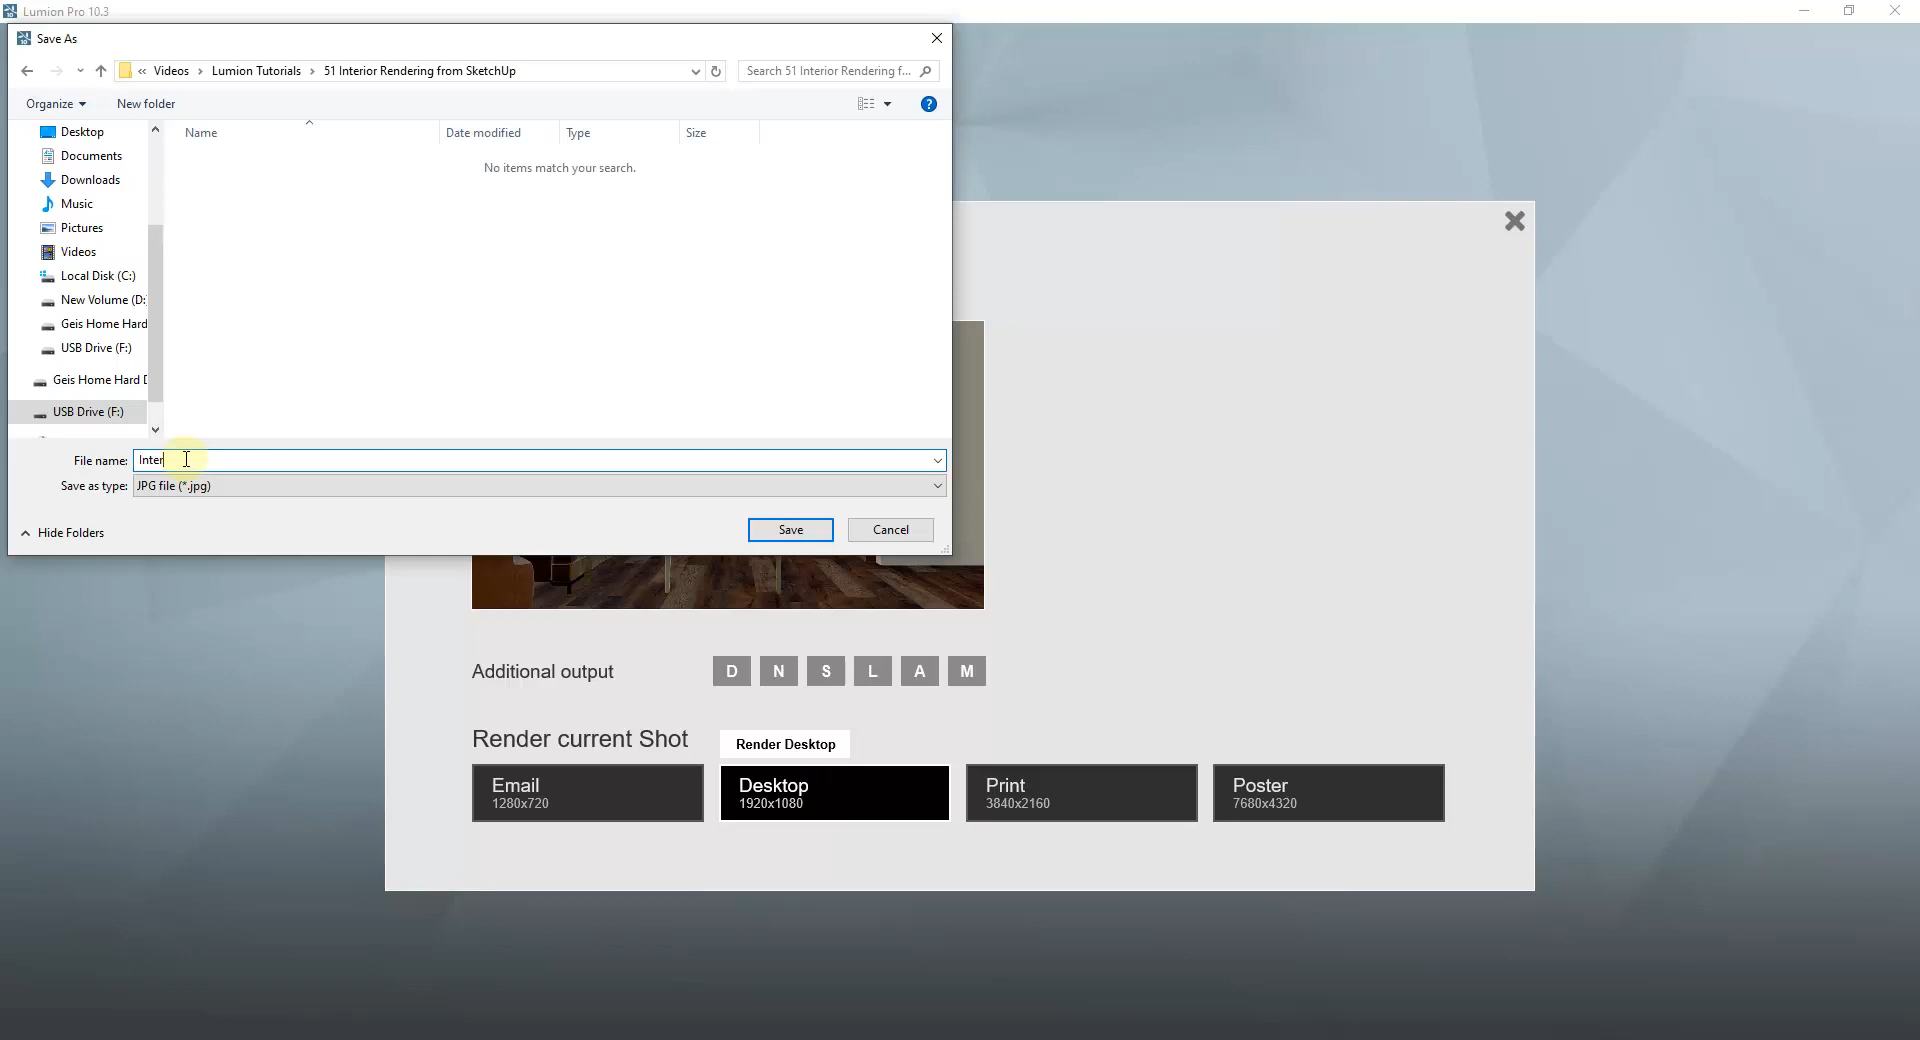 Lumion Pro 10.3
Save As
« Videos › Lumion Tutorials › 51 Interior Rendering from SketchUp
Search 51 Interior Rendering f...
Organize
New folder
?
Name
Date modified
Type
Size
No items match your search.
Desktop
Documents
Downloads
Music
Pictures
Videos
Local Disk (C:)
New Volume (D:
Geis Home Hard
USB Drive (F:)
Geis Home Hard D
USB Drive (F:)
File name: Inter
Save as type: JPG file (*.jpg)
Hide Folders
Save
Cancel
Additional output D N S L A M
Render current Shot
Render Desktop
Email
1280x720
Desktop
1920x1080
Print
3840x2160
Poster
7680x4320